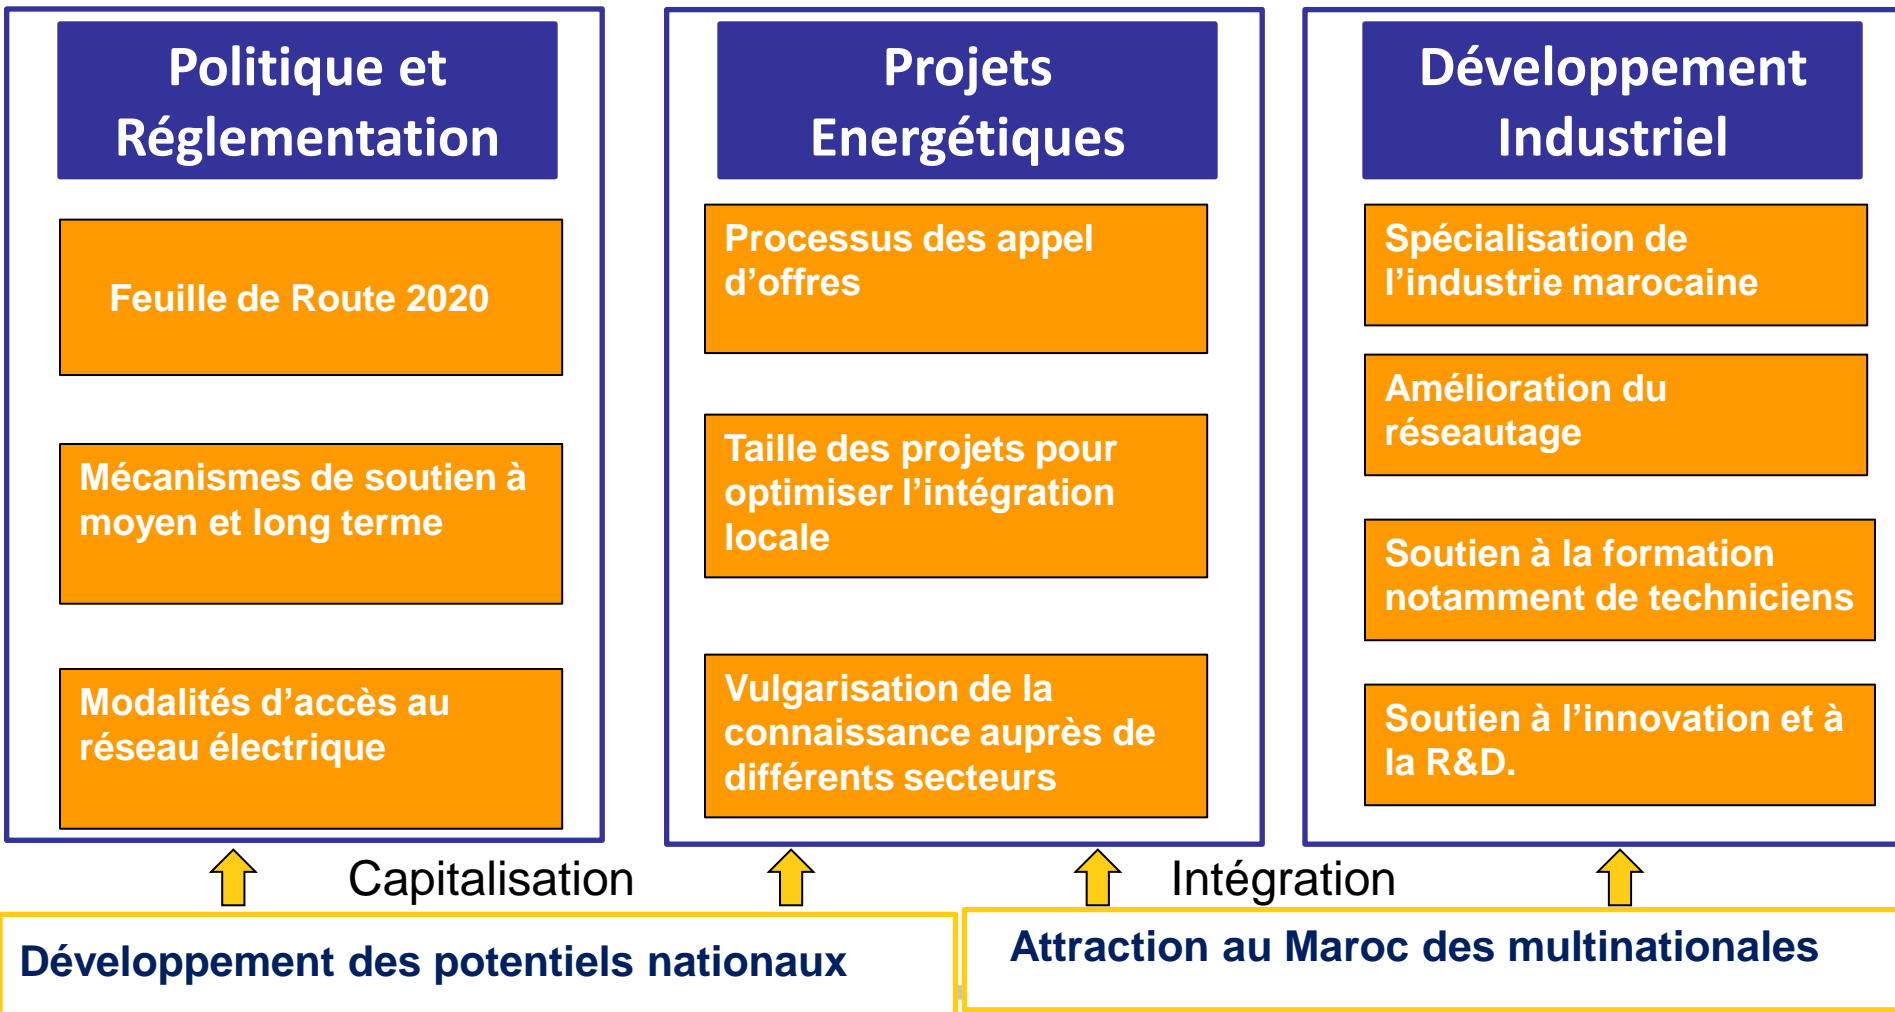 Politique et
Réglementation
Feuille de Route 2020
Mécanismes de soutien à
moyen et long terme
Modalités d’accès au
réseau électrique
Projets
Energétiques
Processus des appel
d’offres
Taille des projets pour
optimiser l’intégration
locale
Vulgarisation de la
connaissance auprès de
différents secteurs
Développement
Industriel
Spécialisation de
l’industrie marocaine
Amélioration du
réseautage
Soutien à la formation
notamment de techniciens
Soutien à l’innovation et à
la R&D.
Capitalisation
Intégration
Développement des potentiels nationaux
Attraction au Maroc des multinationales